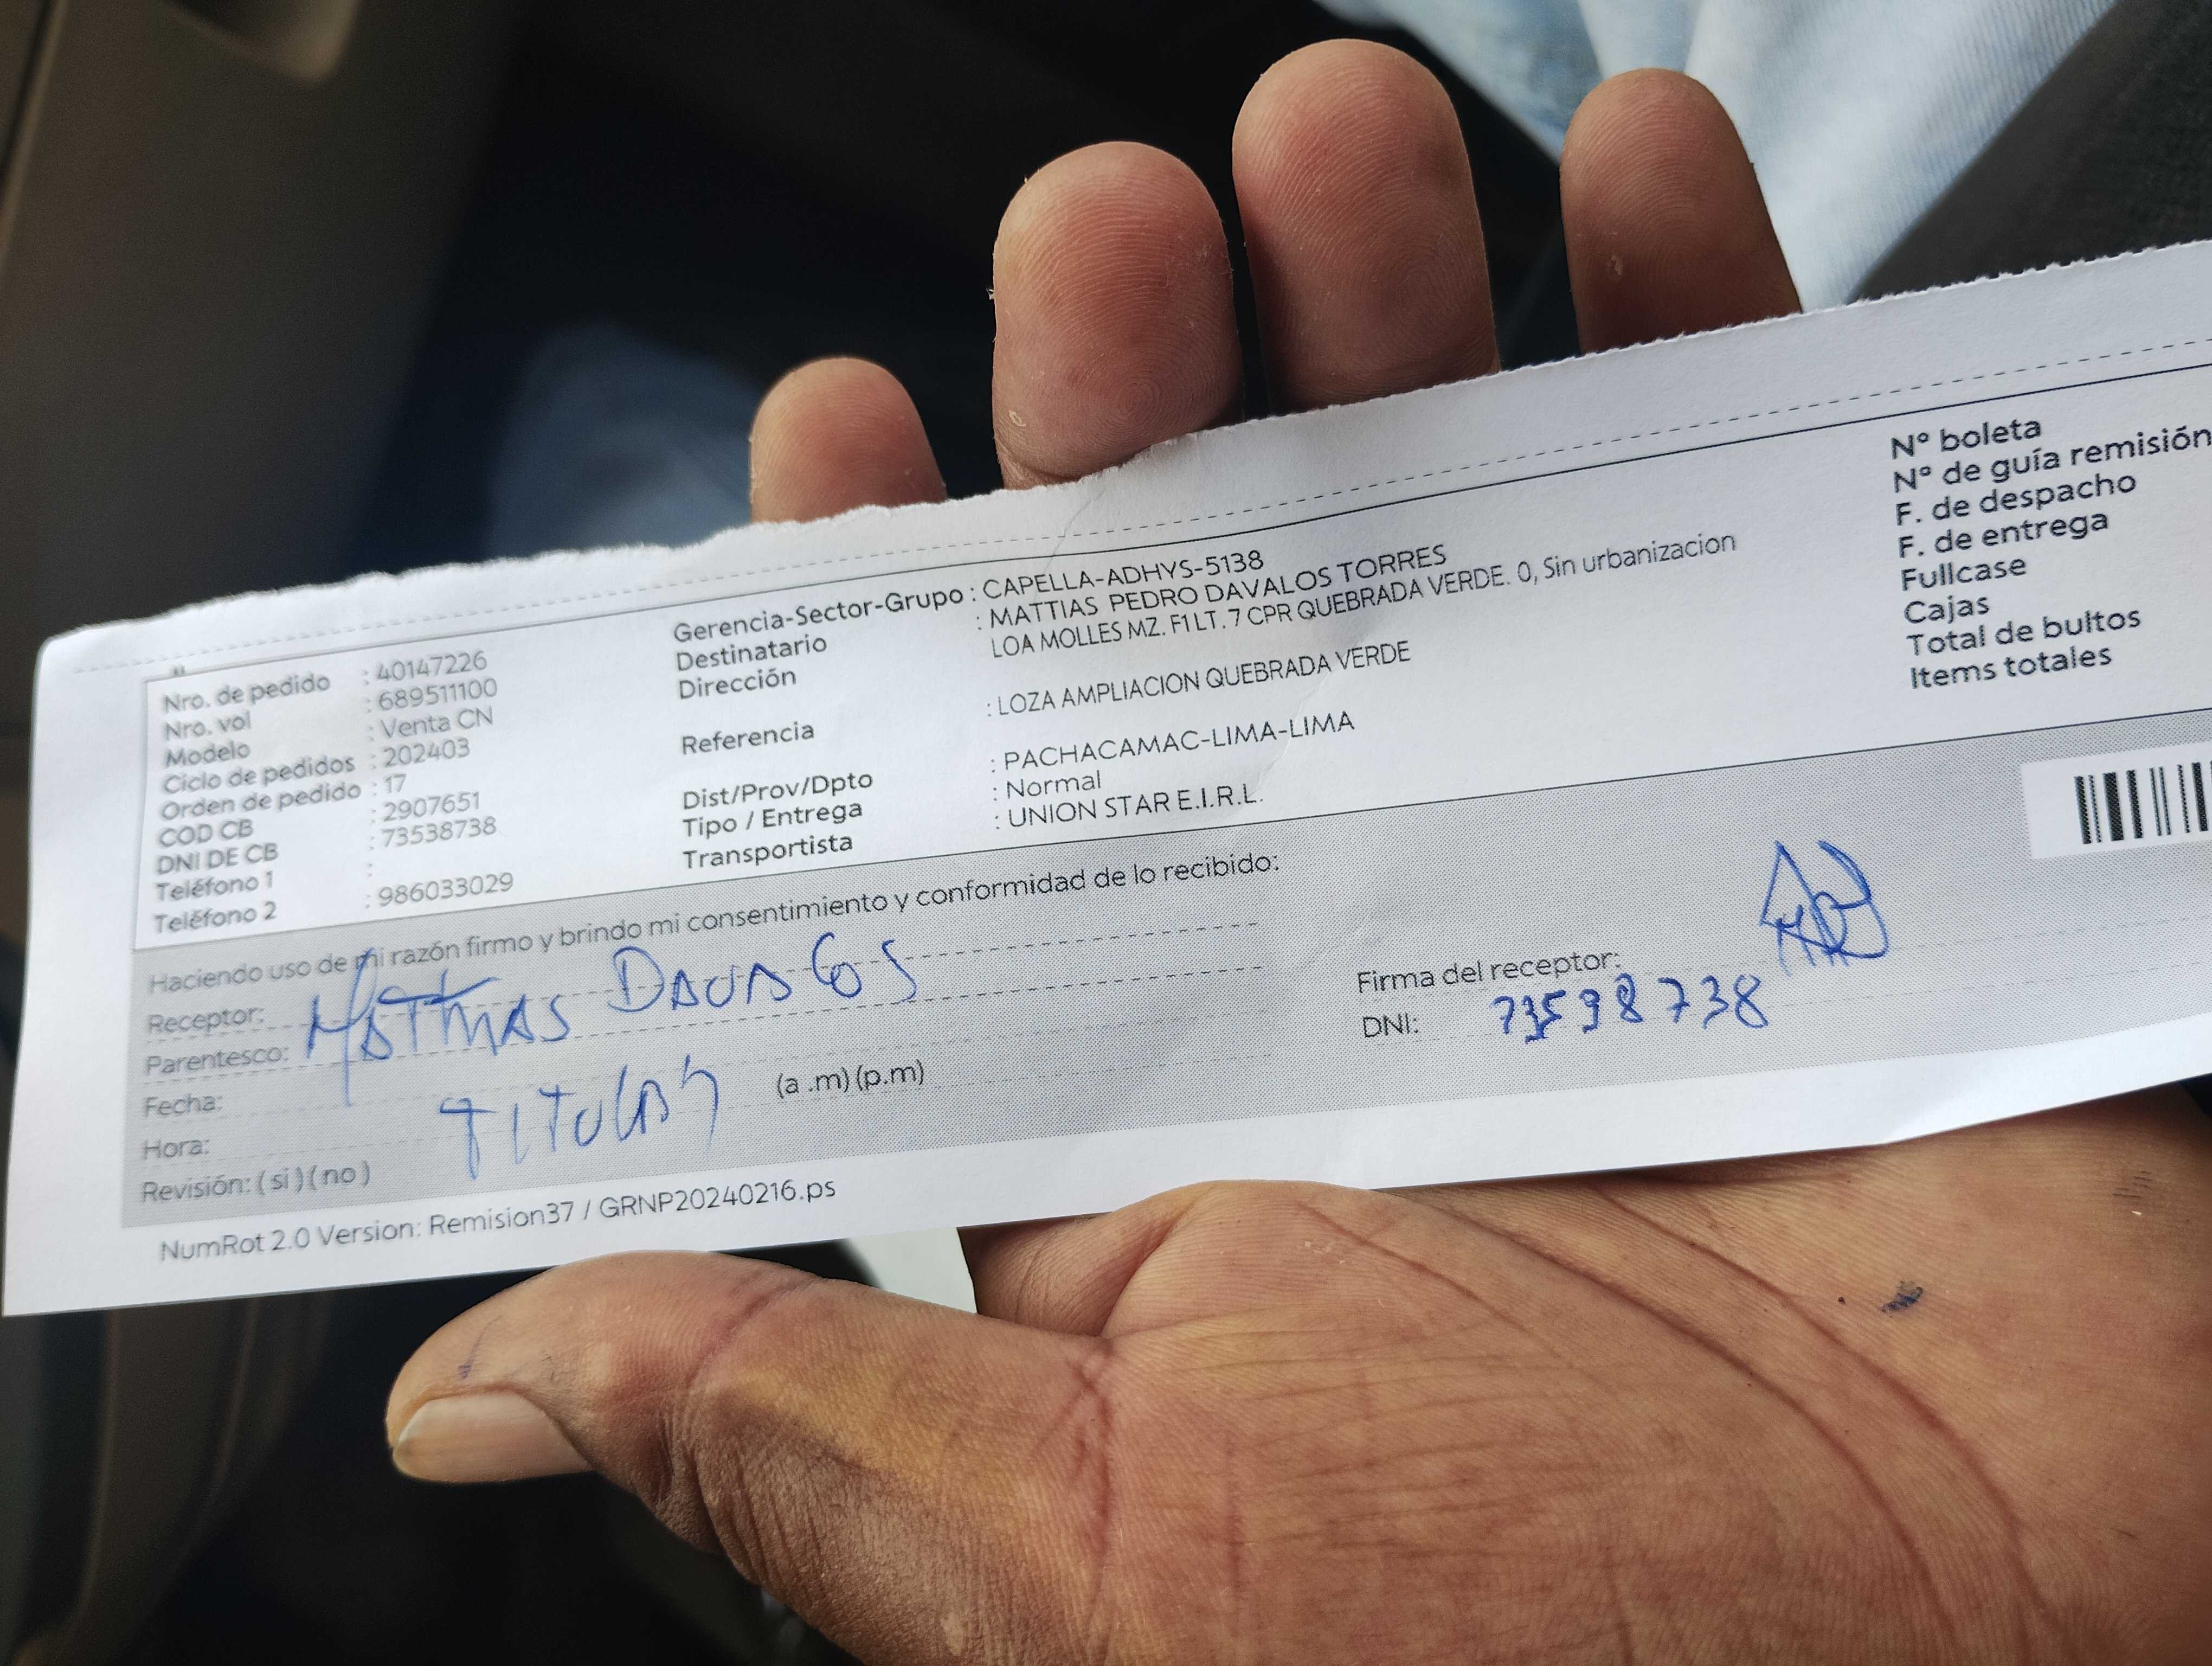 Nro. de pedido : 40147226
Nro. vol : 689511100
Modelo : Venta CN
Ciclo de pedidos : 202403
Orden de pedido : 17
COD CB : 2907651
DNI DE CB : 73538738
Teléfono 1 :
Teléfono 2 : 986033029
Gerencia-Sector-Grupo : CAPELLA-ADHYS-5138
Destinatario : MATTIAS PEDRO DAVALOS TORRES
Dirección LOA MOLLES MZ. F1 LT. 7 CPR QUEBRADA VERDE. 0, Sin urbanizacion
Referencia : LOZA AMPLIACION QUEBRADA VERDE
Dist/Prov/Dpto : PACHACAMAC-LIMA-LIMA
Tipo / Entrega : Normal
Transportista : UNION STAR E.I.R.L.
N° boleta
N° de guía remisión
F. de despacho
F. de entrega
Fullcase
Cajas
Total de bultos
Items totales
Haciendo uso de mi razón firmo y brindo mi consentimiento y conformidad de lo recibido:
Receptor: MATHIAS DAVALOS
Parentesco:
Fecha: TITULAR
Hora: (a .m) (p.m)
Revisión: ( si ) ( no )
Firma del receptor:
DNI: 73598738
NumRot 2.0 Version: Remision37 / GRNP20240216.ps